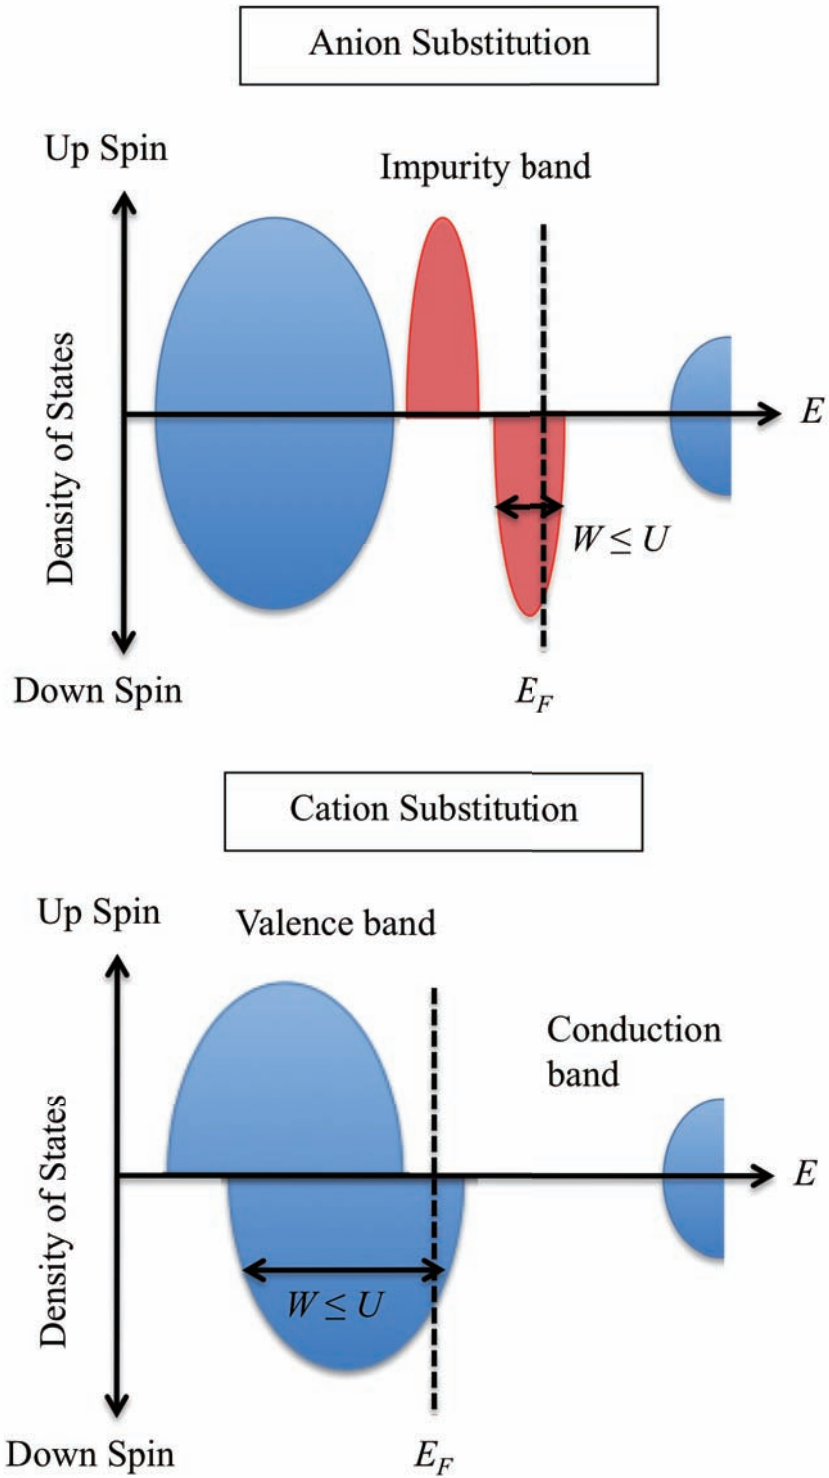 Anion Substitution
Up Spin
Impurity band
Density of States
E
W ≤ U
Down Spin
E_F
Cation Substitution
Up Spin
Valence band
Conduction
band
Density of States
E
W ≤ U
Down Spin
E_F